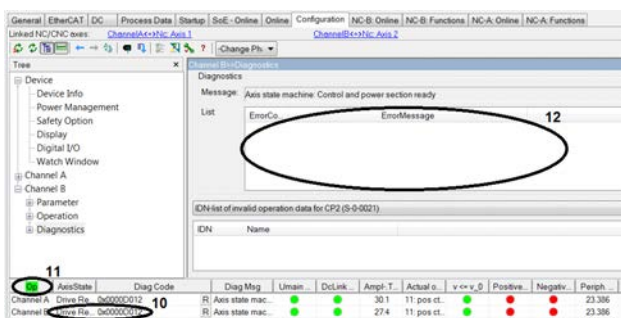 General EtherCAT DC Process Data Startup SoE - Online Online Configuration NC-B: Online NC-B: Functions NC-A: Online NC-A: Functions
Linked NC/CNC axes: ChannelA<->Nc: Axis 1 ChannelB<->Nc: Axis 2
? -Change Ph.
Tree x Channel B>>Diagnostics
Device
Device Info
Power Management
Safety Option
Display
Digital I/O
Watch Window
Channel A
Channel B
Parameter
Operation
Diagnostics
Diagnostics
Message: Axis state machine: Control and power section ready
List: ErrorCo... ErrorMessage 12
IDN-list of invalid operation data for CP2 (S-0-0021)
IDN Name
11
Op AxisState Diag Code Diag Msg Umain ... DcLink... Ampl-.T... Actual o... v <= v_0 Positive... Negativ... Periph. ...
Channel A Drive Re... 0x0000D012 R Axis state mac... 30.1 11: pos ct... 23.386
10
Channel B Drive Re... 0x0000D012 R Axis state mac... 27.4 11: pos ct... 23.386